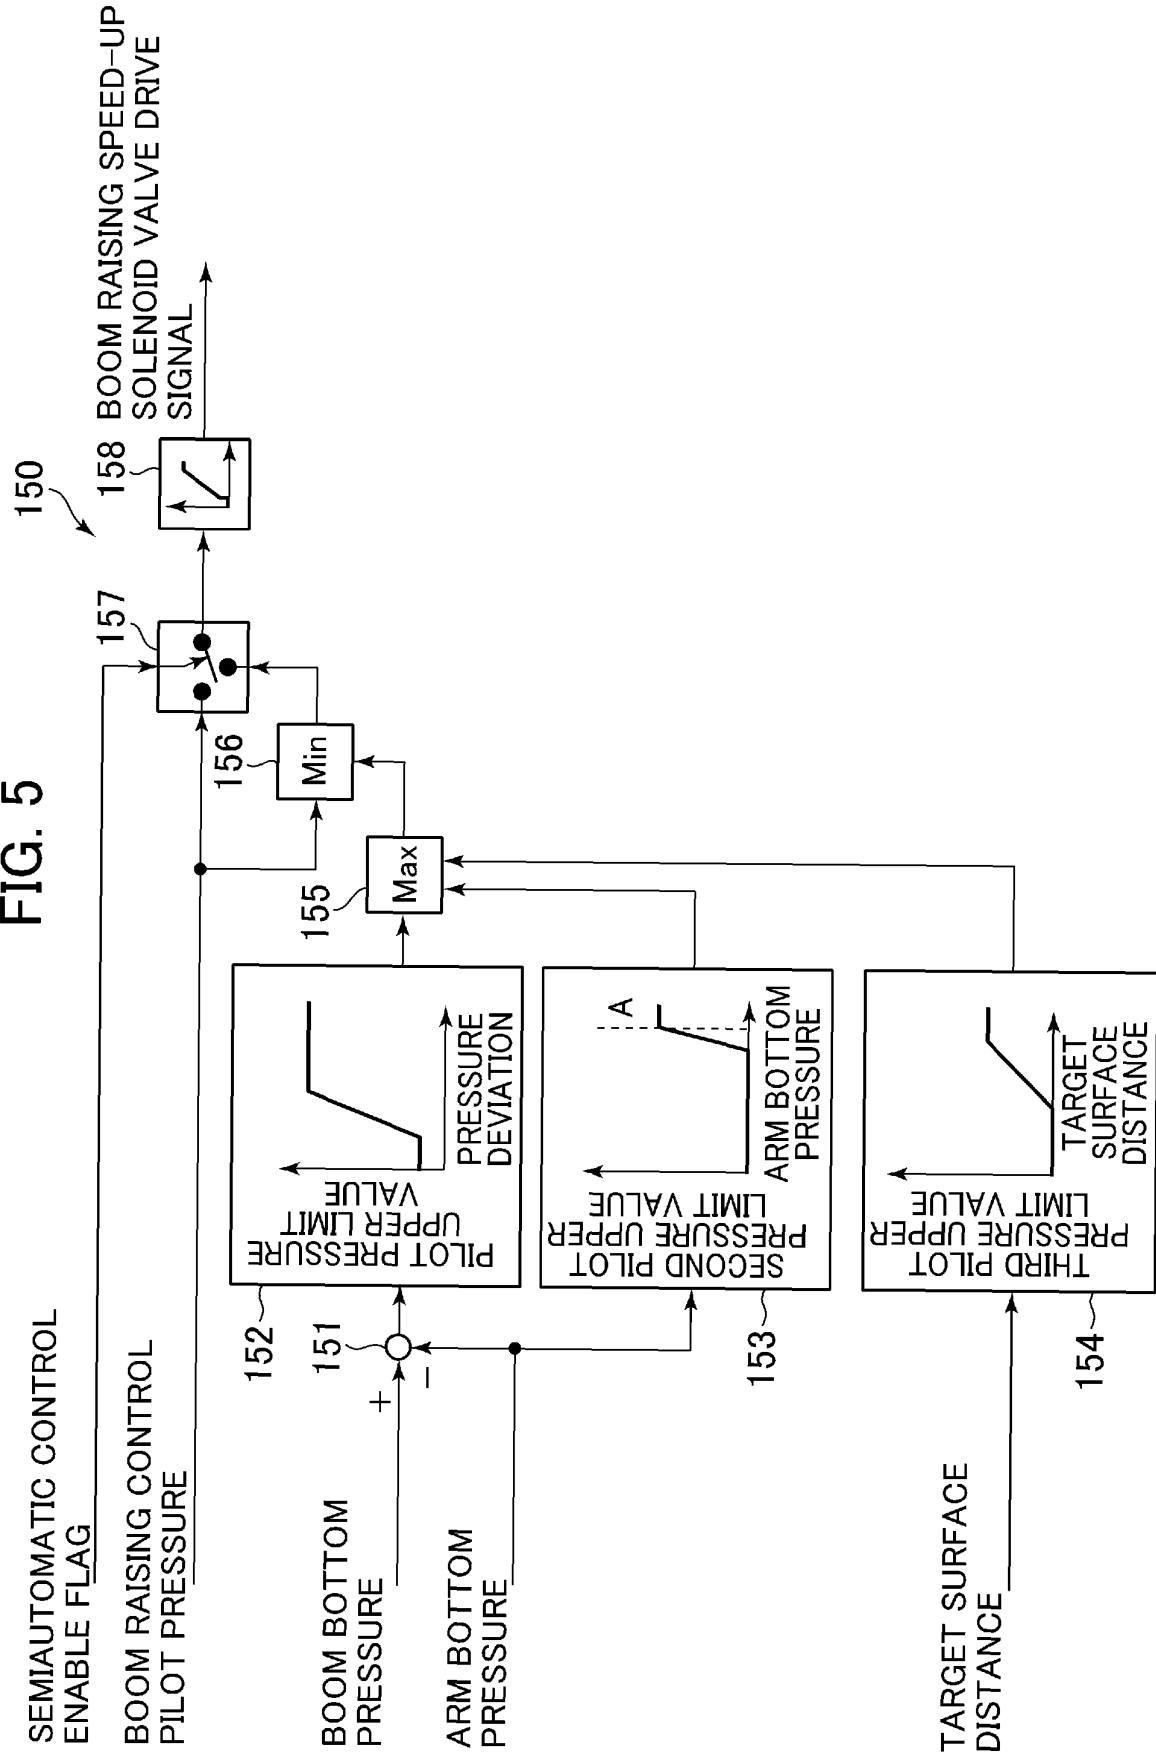 FIG. 5
150
SEMIAUTOMATIC CONTROL
ENABLE FLAG
BOOM RAISING CONTROL
PILOT PRESSURE
157
158
BOOM RAISING SPEED-UP
SOLENOID VALVE DRIVE
SIGNAL
156
Min
155
Max
BOOM BOTTOM
PRESSURE
+
−
151
152
PILOT PRESSURE
UPPER LIMIT
VALUE
PRESSURE
DEVIATION
ARM BOTTOM
PRESSURE
153
SECOND PILOT
PRESSURE UPPER
LIMIT VALUE
A
ARM BOTTOM
PRESSURE
TARGET SURFACE
DISTANCE
154
THIRD PILOT
PRESSURE UPPER
LIMIT VALUE
TARGET
SURFACE
DISTANCE